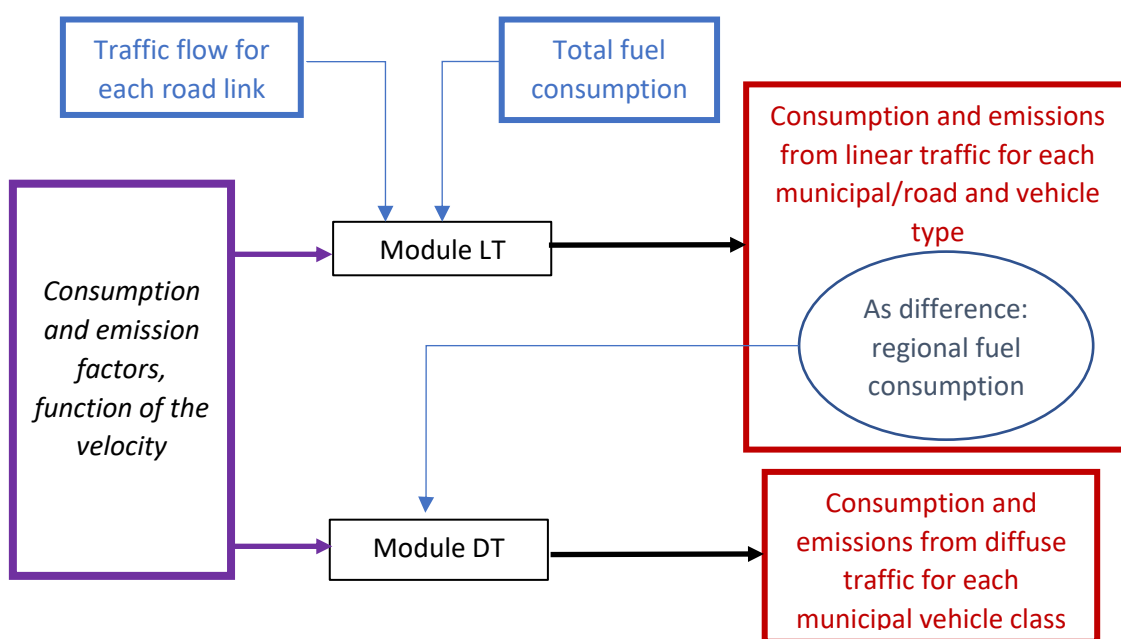 Traffic flow for
each road link
Total fuel
consumption
Consumption and emissions
from linear traffic for each
municipal/road and vehicle
type
Module LT
Consumption
and emission
factors,
function of the
velocity
As difference:
regional fuel
consumption
Module DT
Consumption and
emissions from diffuse
traffic for each
municipal vehicle class